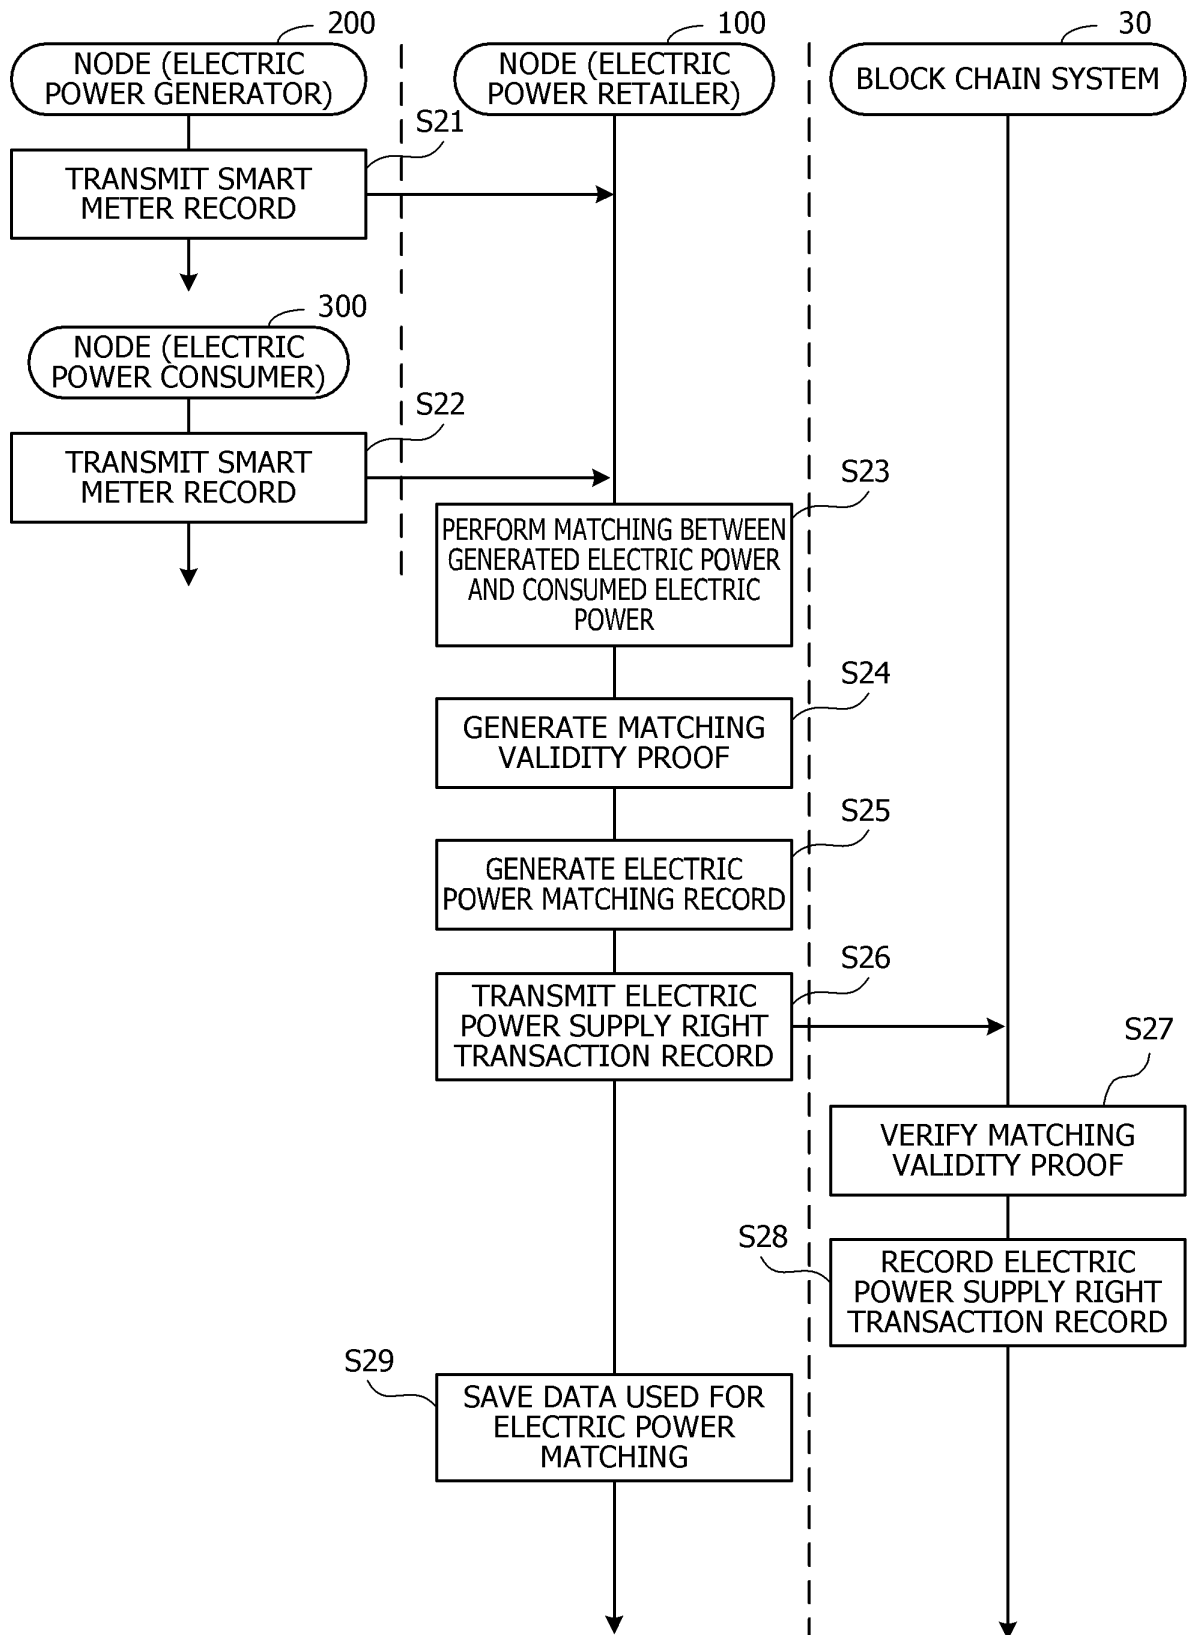 200
NODE (ELECTRIC
POWER GENERATOR)
100
NODE (ELECTRIC
POWER RETAILER)
30
BLOCK CHAIN SYSTEM
S21
TRANSMIT SMART
METER RECORD
300
NODE (ELECTRIC
POWER CONSUMER)
S22
TRANSMIT SMART
METER RECORD
S23
PERFORM MATCHING BETWEEN
GENERATED ELECTRIC POWER
AND CONSUMED ELECTRIC
POWER
S24
GENERATE MATCHING
VALIDITY PROOF
S25
GENERATE ELECTRIC
POWER MATCHING RECORD
S26
TRANSMIT ELECTRIC
POWER SUPPLY RIGHT
TRANSACTION RECORD
S27
VERIFY MATCHING
VALIDITY PROOF
S28
RECORD ELECTRIC
POWER SUPPLY RIGHT
TRANSACTION RECORD
S29
SAVE DATA USED FOR
ELECTRIC POWER
MATCHING